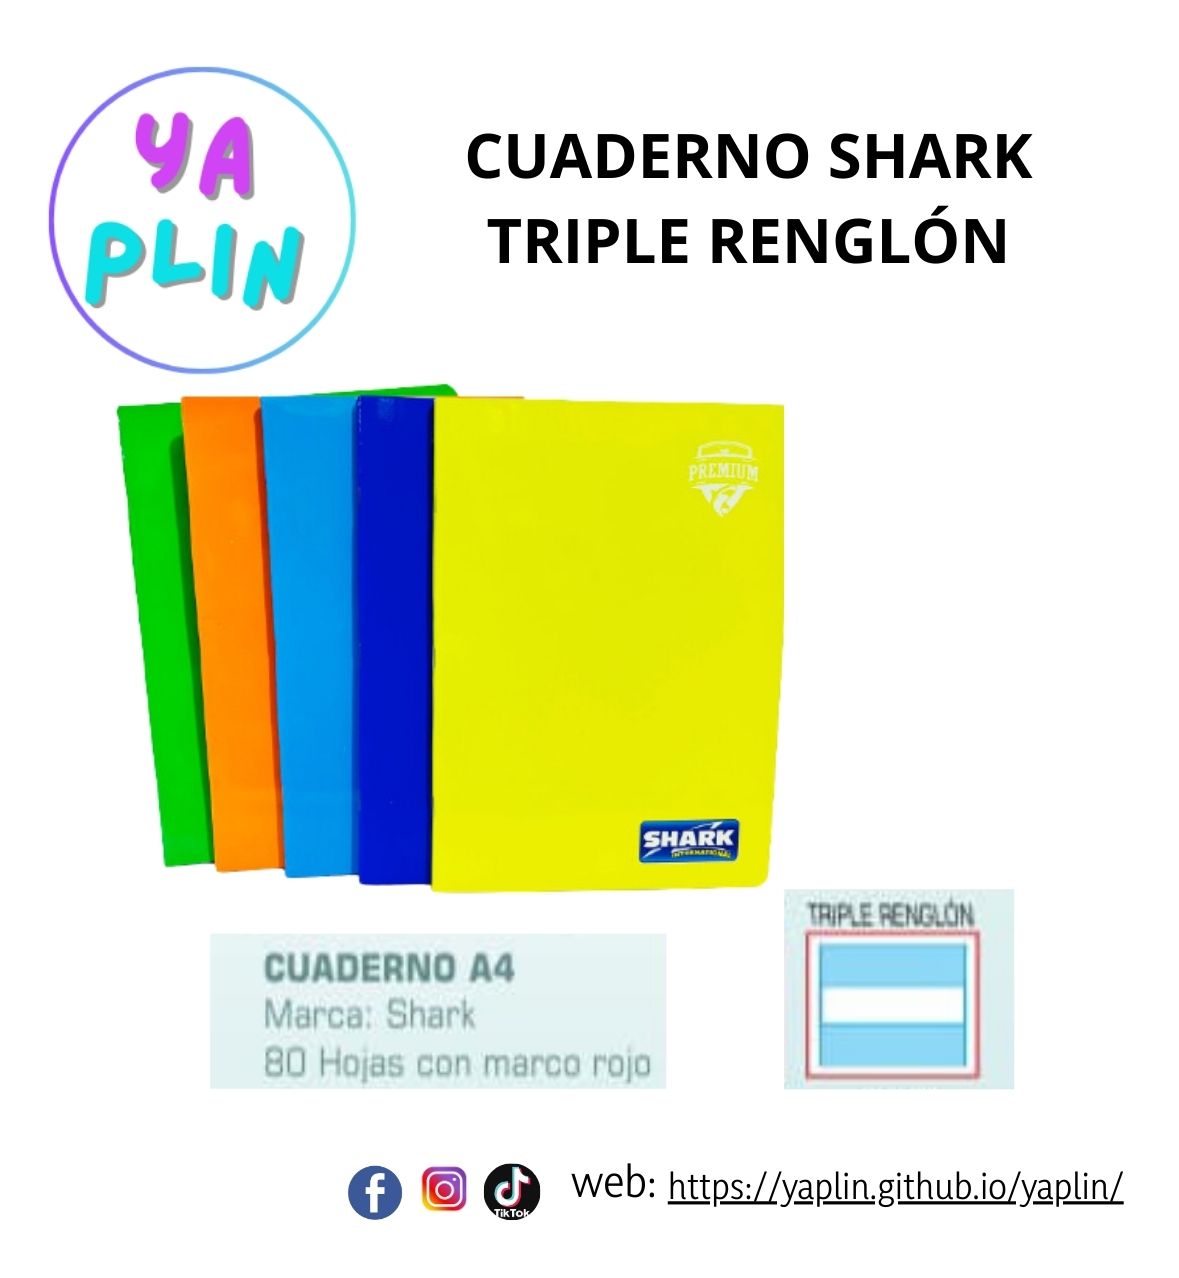 YA
PLIN
CUADERNO SHARK
TRIPLE RENGLÓN
PREMIUM
SHARK
INTERNATIONAL
TRIPLE RENGLÓN
CUADERNO A4
Marca: Shark
80 Hojas con marco rojo
TikTok
web: https://yaplin.github.io/yaplin/